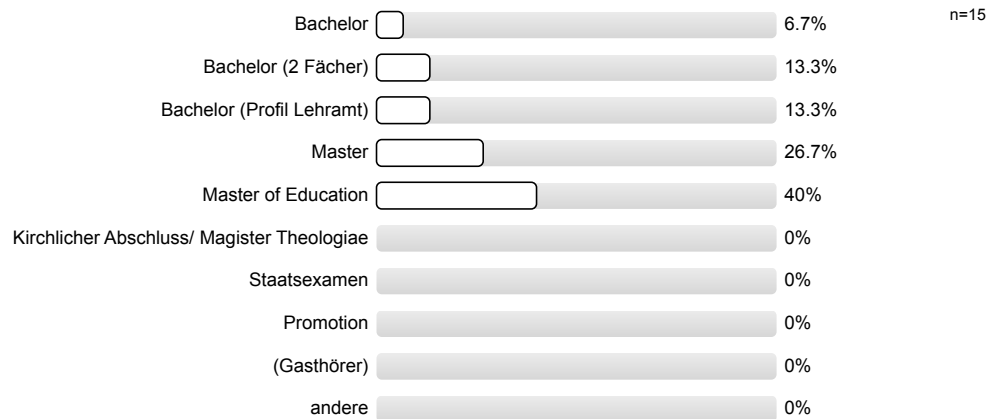 Bachelor 6.7% n=15
Bachelor (2 Fächer) 13.3%
Bachelor (Profil Lehramt) 13.3%
Master 26.7%
Master of Education 40%
Kirchlicher Abschluss/ Magister Theologiae 0%
Staatsexamen 0%
Promotion 0%
(Gasthörer) 0%
andere 0%